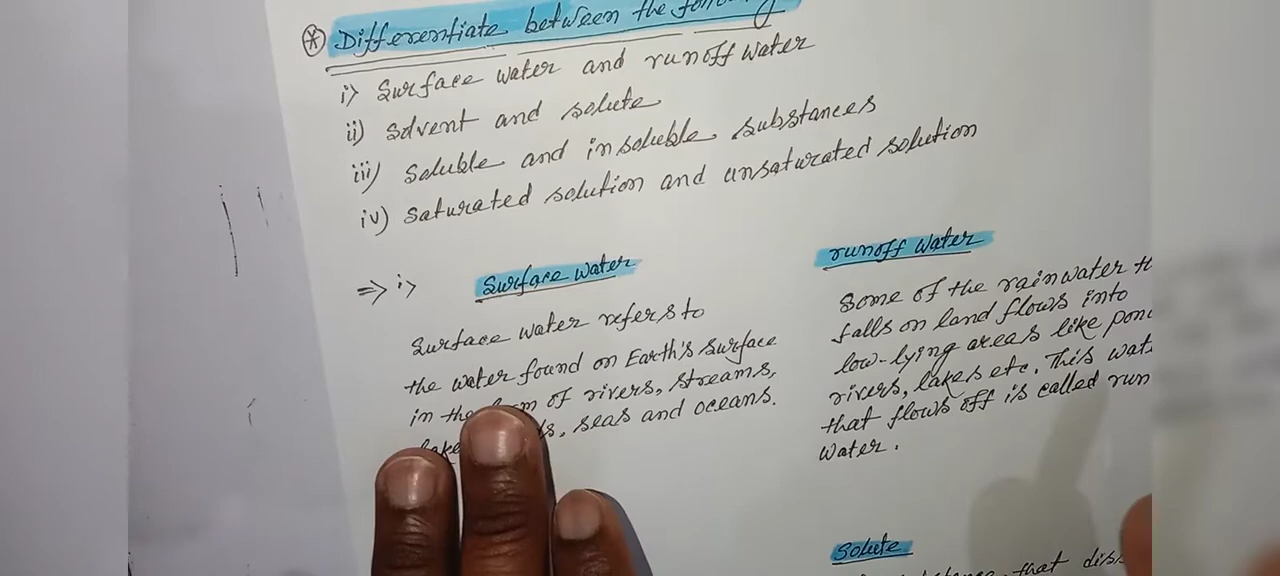 Differentiate between the
i) Surface water and runoff water
ii) Solvent and solute
iii) Soluble and insoluble substances
iv) Saturated solution and unsaturated solution
⇒ i)
Surface water
Surface water refers to
the water found on Earth's surface
in the of rivers, streams,
seas and oceans.
runoff water
Some of the rainwater
falls on land flows into
low-lying areas like
rivers, lakes etc. This
that flows off is called
water.
Solute
that